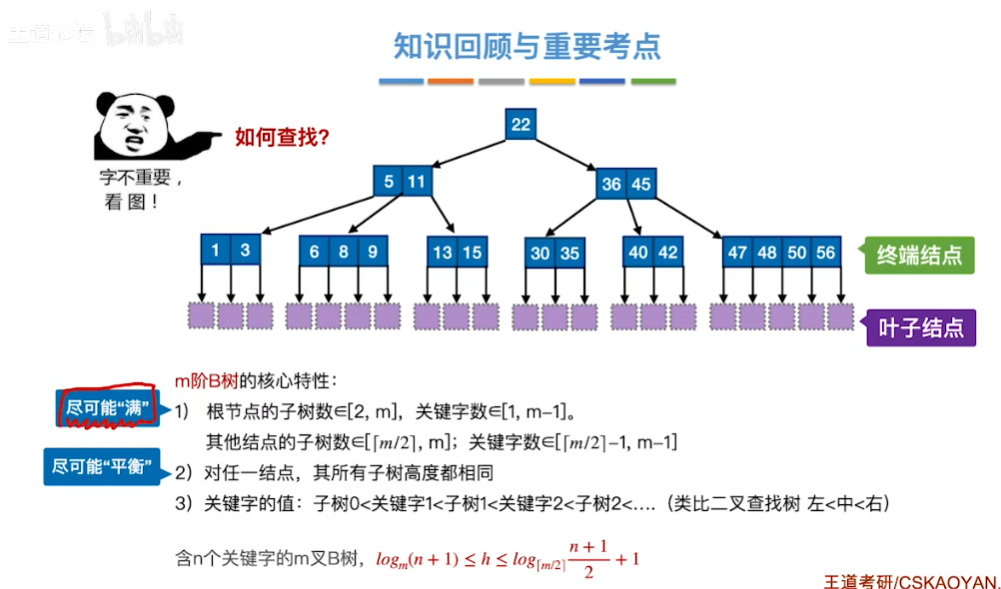 王道论坛 bilibili
知识回顾与重要考点
如何查找?
字不重要，
看图！
22
5 11
36 45
1 3
6 8 9
13 15
30 35
40 42
47 48 50 56
终端结点
叶子结点
m阶B树的核心特性：
尽可能“满”
1) 根节点的子树数∈[2, m]，关键字数∈[1, m-1]。
其他结点的子树数∈[⌈m/2⌉, m]；关键字数∈[⌈m/2⌉-1, m-1]
尽可能“平衡”
2) 对任一结点，其所有子树高度都相同
3) 关键字的值：子树0<关键字1<子树1<关键字2<子树2<.... (类比二叉查找树 左<中<右)
含n个关键字的m叉B树，log_m(n + 1) ≤ h ≤ log_⌈m/2⌉ (n + 1)/2 + 1
王道考研/CSKAOYAN.